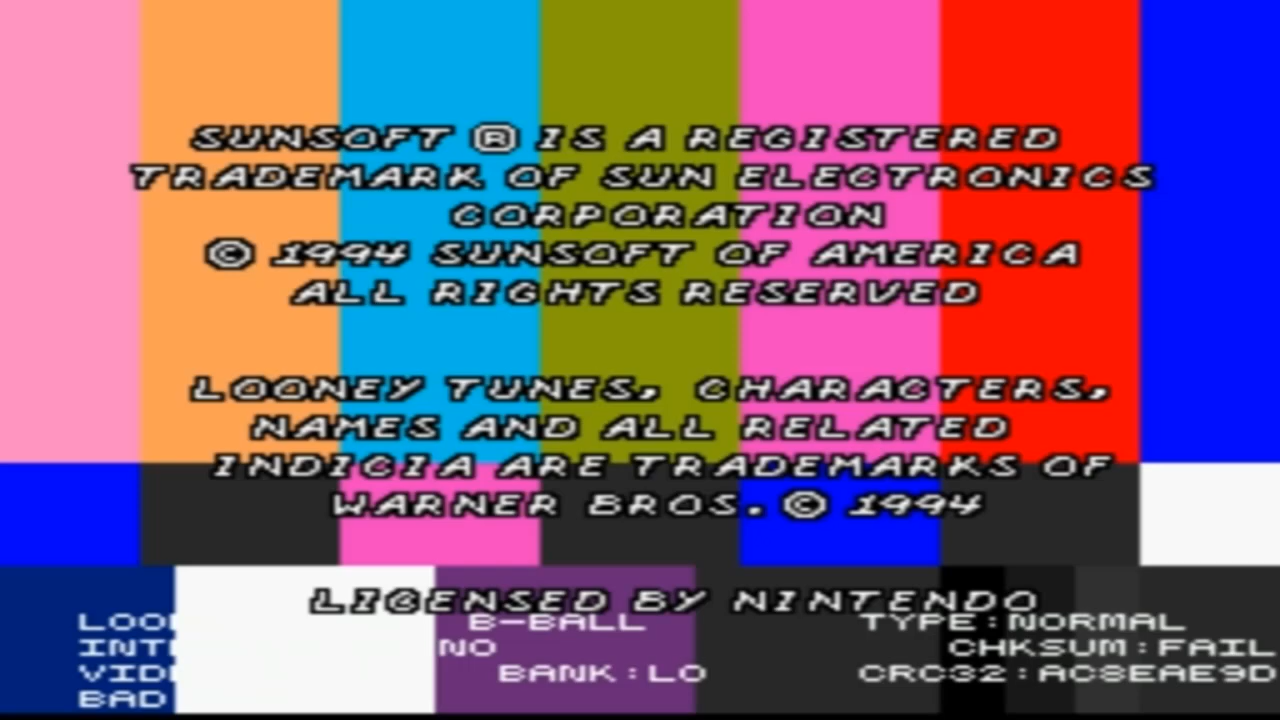 SUNSOFT ® IS A REGISTERED
TRADEMARK OF SUN ELECTRONICS
CORPORATION
© 1994 SUNSOFT OF AMERICA
ALL RIGHTS RESERVED
LOONEY TUNES, CHARACTERS,
NAMES AND ALL RELATED
INDICIA ARE TRADEMARKS OF
WARNER BROS. © 1994
LICENSED BY NINTENDO
B-BALL TYPE:NORMAL
NO CHKSUM:FAIL
BANK:LO CRC32:AC8EAE9D
BAD